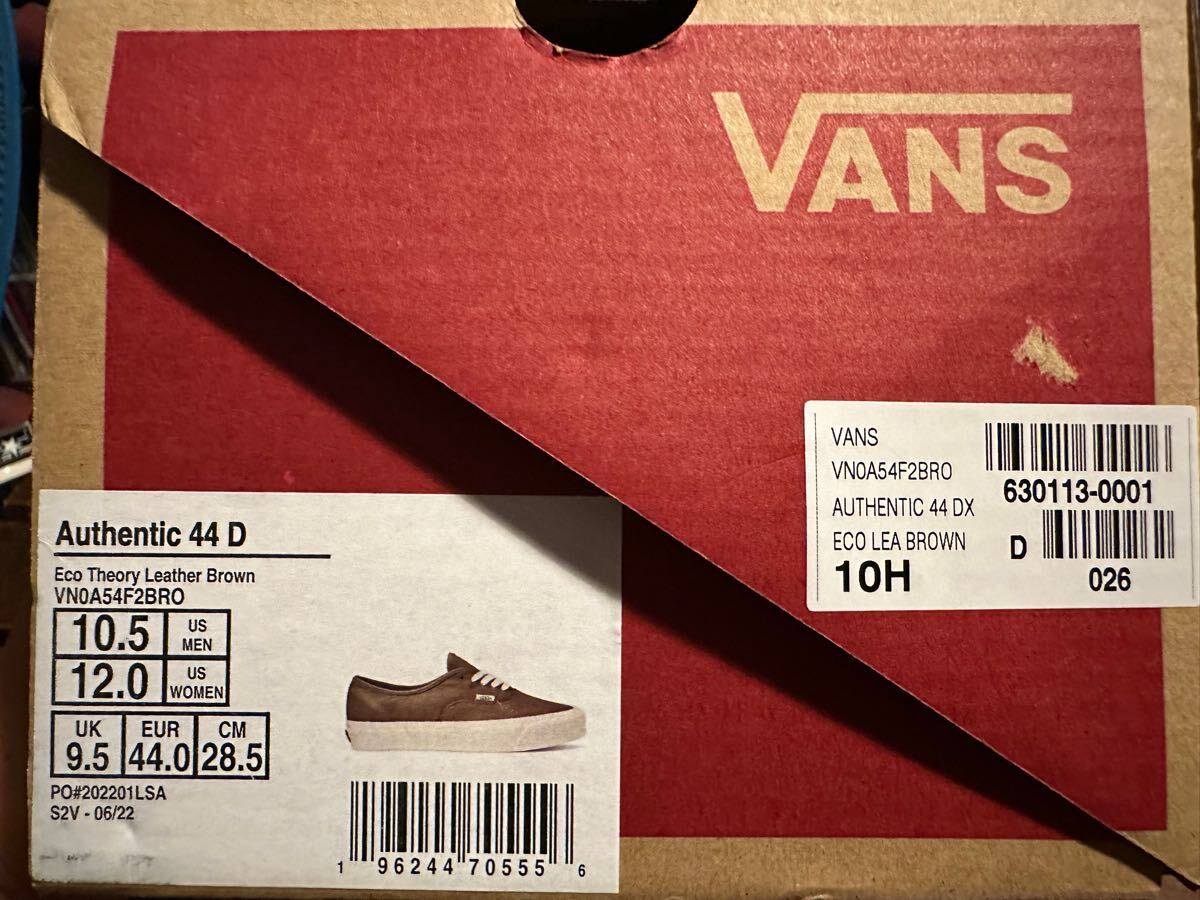 VANS
VANS
VN0A54F2BRO
630113-0001
AUTHENTIC 44 DX
ECO LEA BROWN
D
10H
026
Authentic 44 D
Eco Theory Leather Brown
VN0A54F2BRO
10.5 US MEN
12.0 US WOMEN
UK EUR CM
9.5 44.0 28.5
PO#202201LSA
S2V - 06/22
1 96244 70555 6